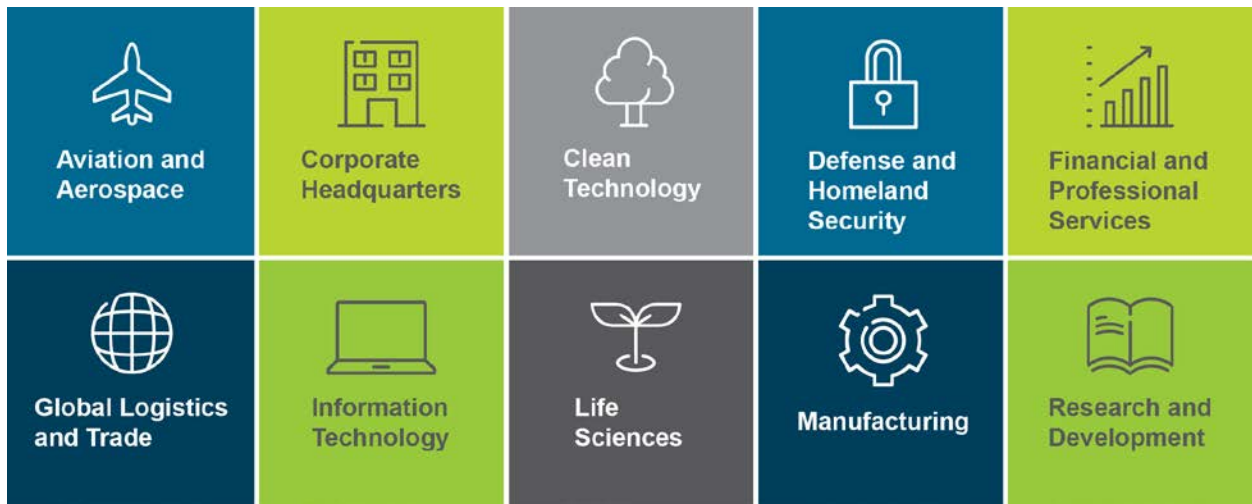 Aviation and
Aerospace
Corporate
Headquarters
Clean
Technology
Defense and
Homeland
Security
Financial and
Professional
Services
Global Logistics
and Trade
Information
Technology
Life
Sciences
Manufacturing
Research and
Development